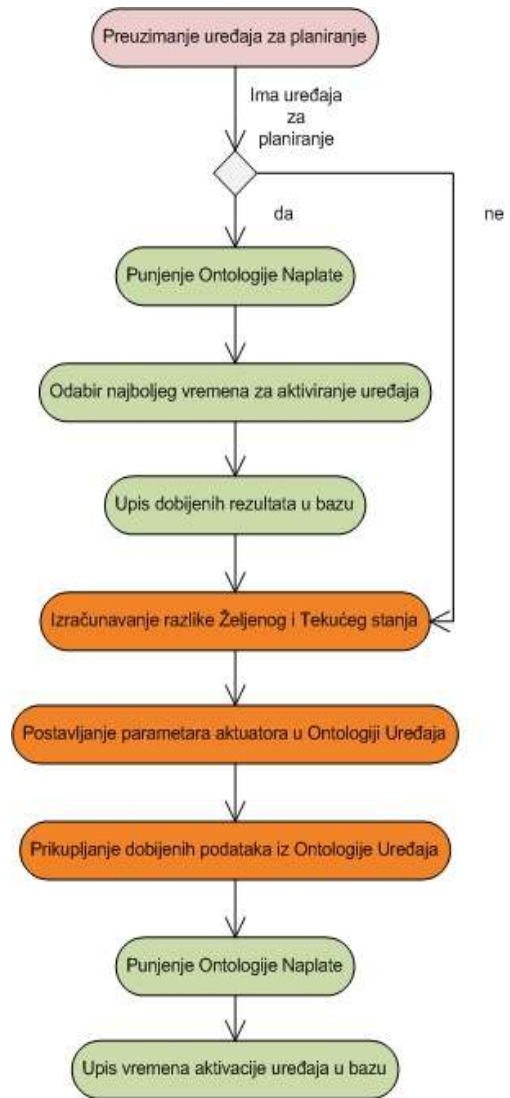 Preuzimanje uređaja za planiranje
Ima uređaja
za
planiranje
da
ne
Punjenje Ontologije Naplate
Odabir najboljeg vremena za aktiviranje uređaja
Upis dobijenih rezultata u bazu
Izračunavanje razlike Željenog i Tekućeg stanja
Postavljanje parametara aktuatora u Ontologiji Uređaja
Prikupljanje dobijenih podataka iz Ontologije Uređaja
Punjenje Ontologije Naplate
Upis vremena aktivacije uređaja u bazu